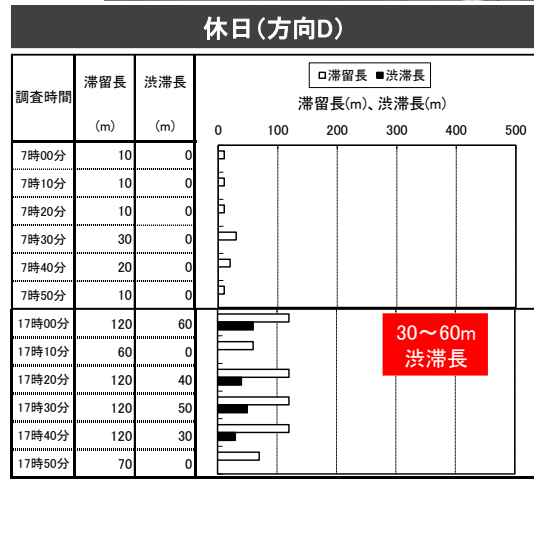 休日(方向D)
調査時間 滞留長 (m) 渋滞長 (m)
□滞留長 ■渋滞長
滞留長(m)、渋滞長(m)
0 100 200 300 400 500
7時00分 10 0
7時10分 10 0
7時20分 10 0
7時30分 30 0
7時40分 20 0
7時50分 10 0
17時00分 120 60
17時10分 60 0
17時20分 120 40
17時30分 120 50
17時40分 120 30
17時50分 70 0
30～60m
渋滞長